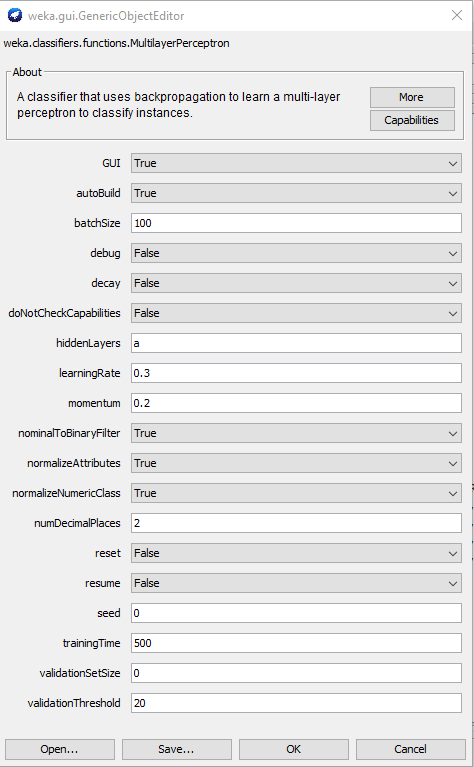 weka.gui.GenericObjectEditor
weka.classifiers.functions.MultilayerPerceptron
About
A classifier that uses backpropagation to learn a multi-layer
perceptron to classify instances.
More
Capabilities
GUI True
autoBuild True
batchSize 100
debug False
decay False
doNotCheckCapabilities False
hiddenLayers a
learningRate 0.3
momentum 0.2
nominalToBinaryFilter True
normalizeAttributes True
normalizeNumericClass True
numDecimalPlaces 2
reset False
resume False
seed 0
trainingTime 500
validationSetSize 0
validationThreshold 20
Open... Save... OK Cancel